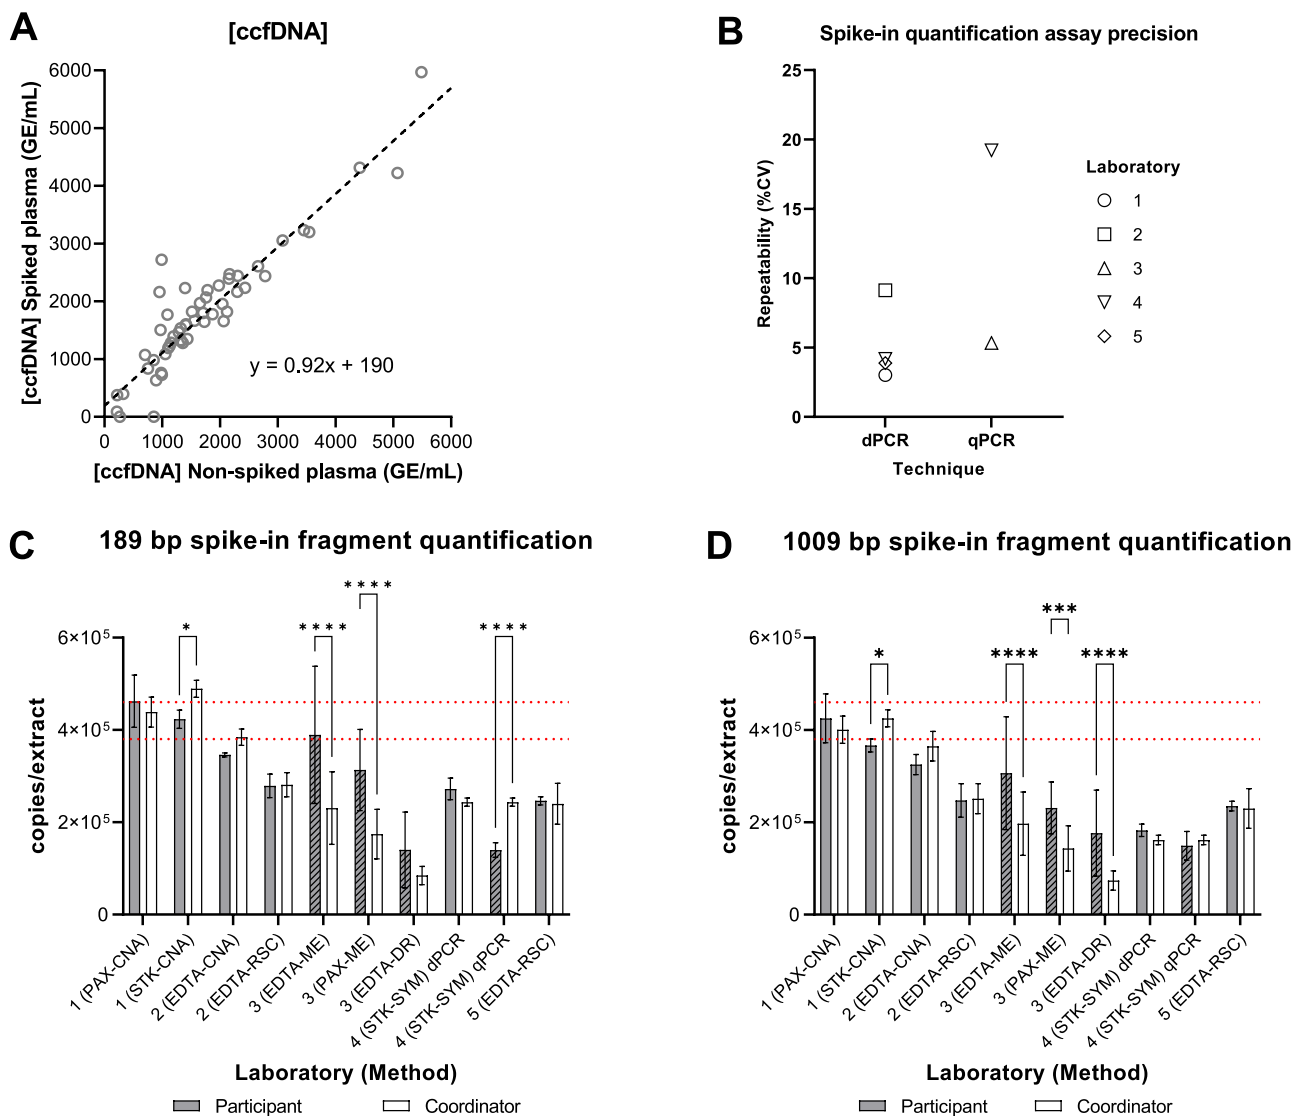 A
[ccfDNA]
[ccfDNA] Spiked plasma (GE/mL)
6000
5000
4000
3000
2000
1000
0
y = 0.92x + 190
0 1000 2000 3000 4000 5000 6000
[ccfDNA] Non-spiked plasma (GE/mL)
B
Spike-in quantification assay precision
Repeatability (%CV)
25
20
15
10
5
0
dPCR qPCR
Technique
Laboratory
1
2
3
4
5
C
189 bp spike-in fragment quantification
copies/extract
6×10⁵
4×10⁵
2×10⁵
0
*
****
****
****
1 (PAX-CNA)
1 (STK-CNA)
2 (EDTA-CNA)
2 (EDTA-RSC)
3 (EDTA-ME)
3 (PAX-ME)
3 (EDTA-DR)
4 (STK-SYM) dPCR
4 (STK-SYM) qPCR
5 (EDTA-RSC)
Laboratory (Method)
Participant Coordinator
D
1009 bp spike-in fragment quantification
copies/extract
6×10⁵
4×10⁵
2×10⁵
0
*
****
***
****
1 (PAX-CNA)
1 (STK-CNA)
2 (EDTA-CNA)
2 (EDTA-RSC)
3 (EDTA-ME)
3 (PAX-ME)
3 (EDTA-DR)
4 (STK-SYM) dPCR
4 (STK-SYM) qPCR
5 (EDTA-RSC)
Laboratory (Method)
Participant Coordinator